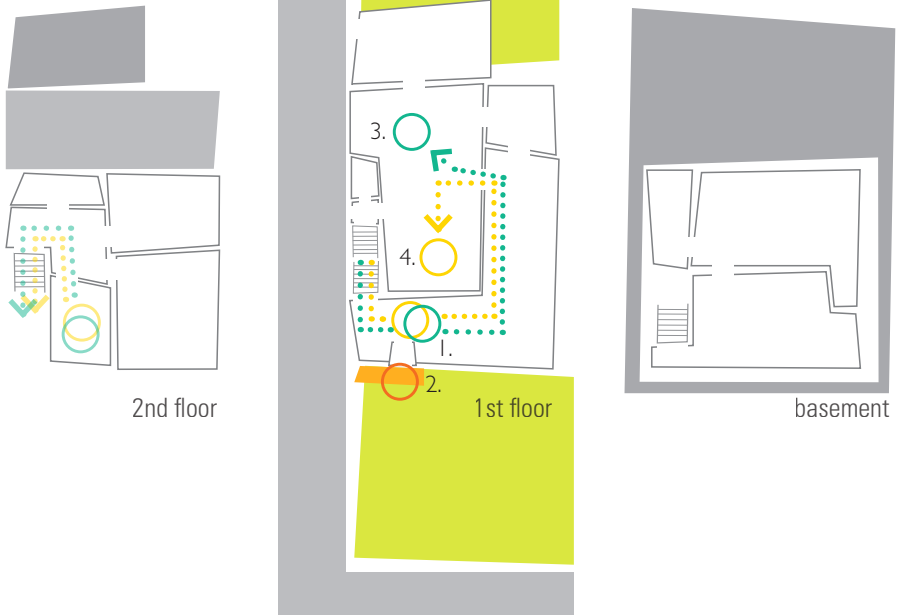 3.
4.
1.
2.
2nd floor
1st floor
basement